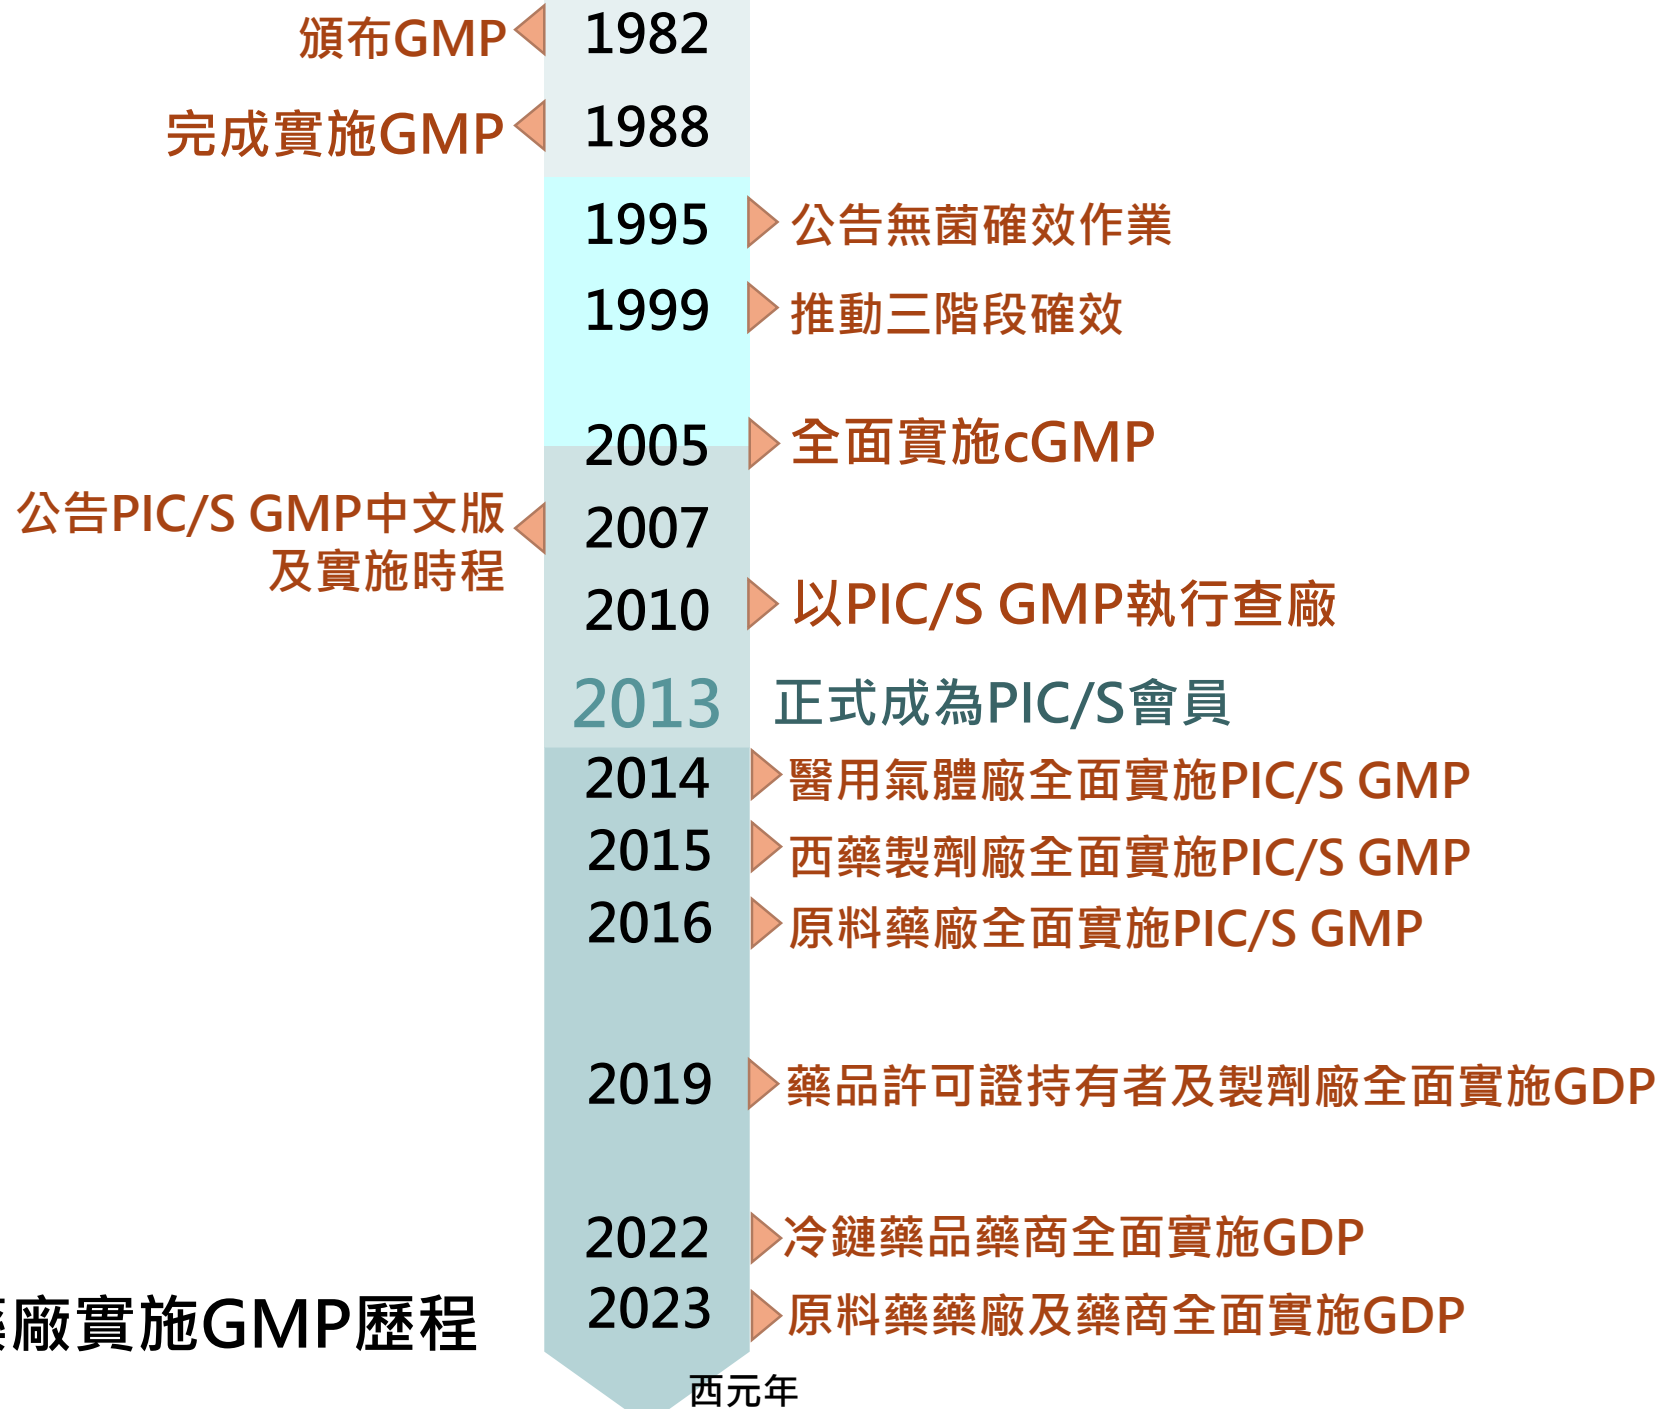 頒布GMP
1982
完成實施GMP
1988
1995
公告無菌確效作業
1999
推動三階段確效
2005
全面實施cGMP
公告PIC/S GMP中文版
及實施時程
2007
2010
以PIC/S GMP執行查廠
2013
正式成為PIC/S會員
2014
醫用氣體廠全面實施PIC/S GMP
2015
西藥製劑廠全面實施PIC/S GMP
2016
原料藥廠全面實施PIC/S GMP
2019
藥品許可證持有者及製劑廠全面實施GDP
2022
冷鏈藥品藥商全面實施GDP
2023
原料藥藥廠及藥商全面實施GDP
廠實施GMP歷程
西元年